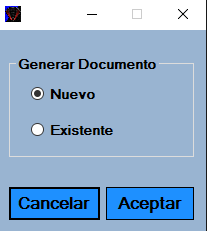 Generar Documento
Nuevo
Existente
Cancelar Aceptar